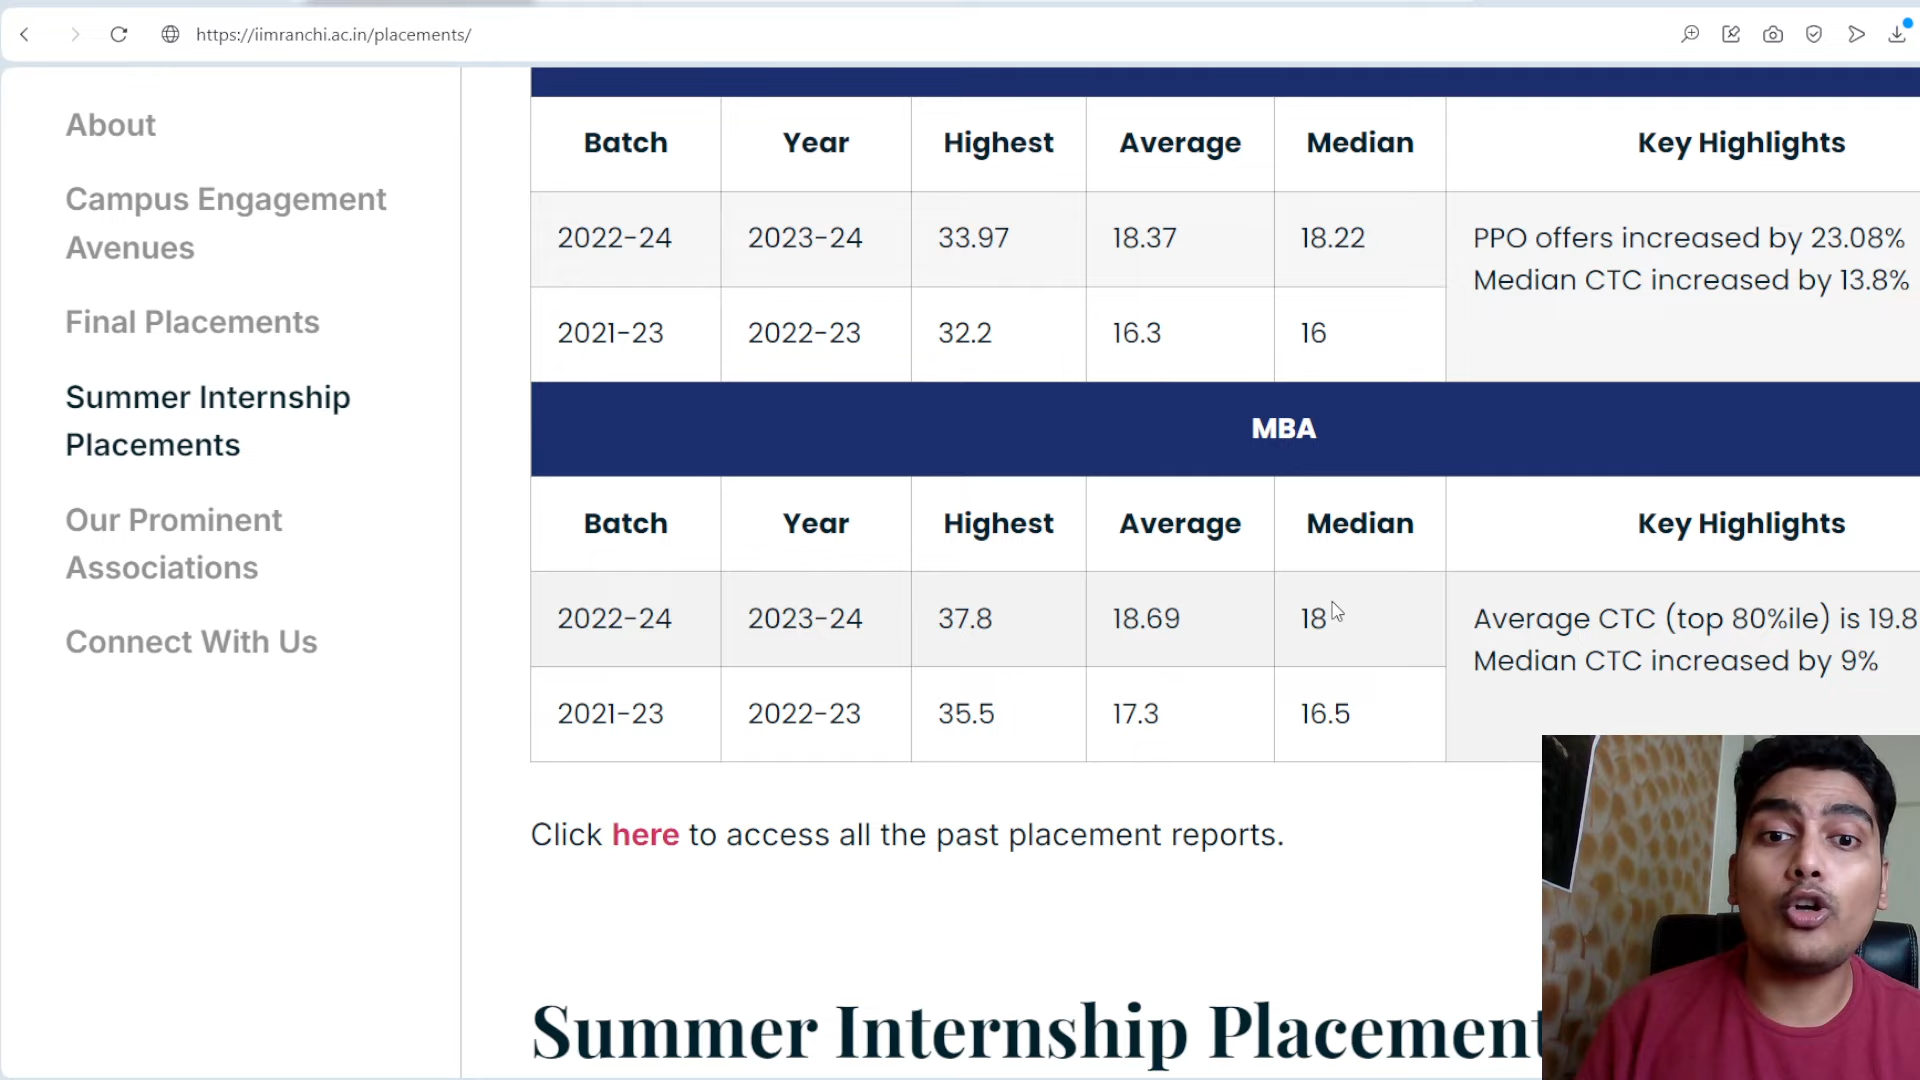 https://iimranchi.ac.in/placements/
About
Campus Engagement
Avenues
Final Placements
Summer Internship
Placements
Our Prominent
Associations
Connect With Us
Batch Year Highest Average Median Key Highlights
2022-24 2023-24 33.97 18.37 18.22 PPO offers increased by 23.08%
Median CTC increased by 13.8%
2021-23 2022-23 32.2 16.3 16
MBA
Batch Year Highest Average Median Key Highlights
2022-24 2023-24 37.8 18.69 18 Average CTC (top 80%ile) is 19.8
Median CTC increased by 9%
2021-23 2022-23 35.5 17.3 16.5
Click here to access all the past placement reports.
Summer Internship Placement